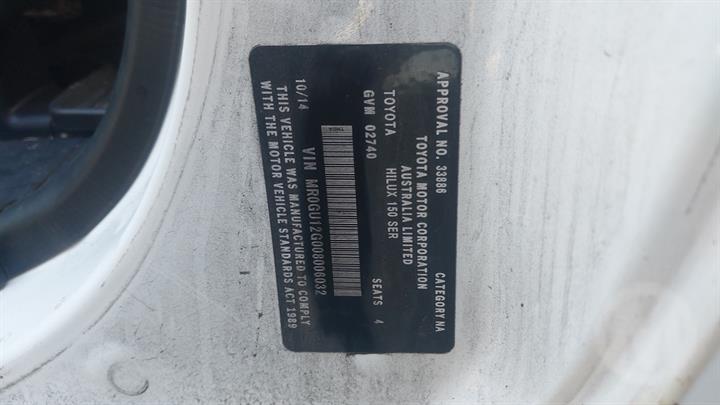 APPROVAL NO. 33886 CATEGORY NA
TOYOTA MOTOR CORPORATION
AUSTRALIA LIMITED
TOYOTA HILUX 150 SER
GVM 02740 SEATS 4
VIN MR0GU12G008006032
10/14
THIS VEHICLE WAS MANUFACTURED TO COMPLY
WITH THE MOTOR VEHICLE STANDARDS ACT 1989